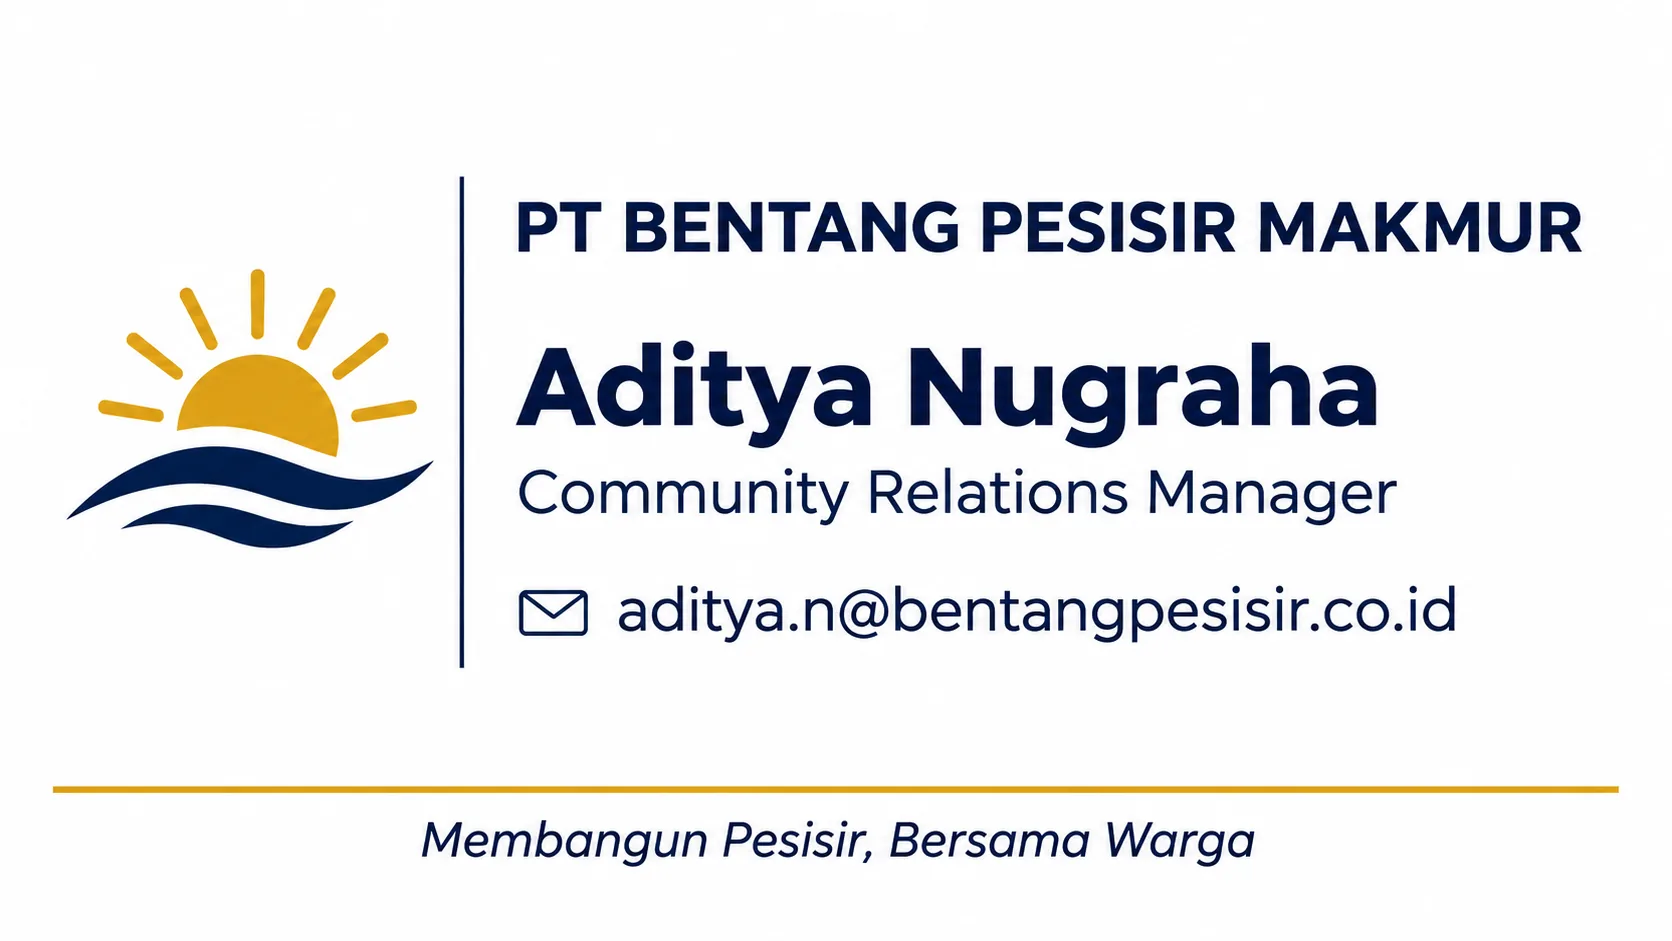 PT BENTANG PESISIR MAKMUR
Aditya Nugraha
Community Relations Manager
aditya.n@bentangpesisir.co.id
Membangun Pesisir, Bersama Warga